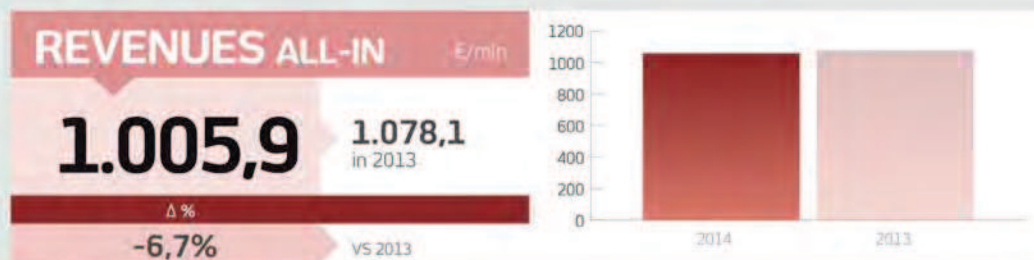 REVENUES ALL-IN €/mln
1.005,9
1.078,1
in 2013
Δ %
-6,7%
VS 2013
1200
1000
800
600
400
200
0
2014 2013